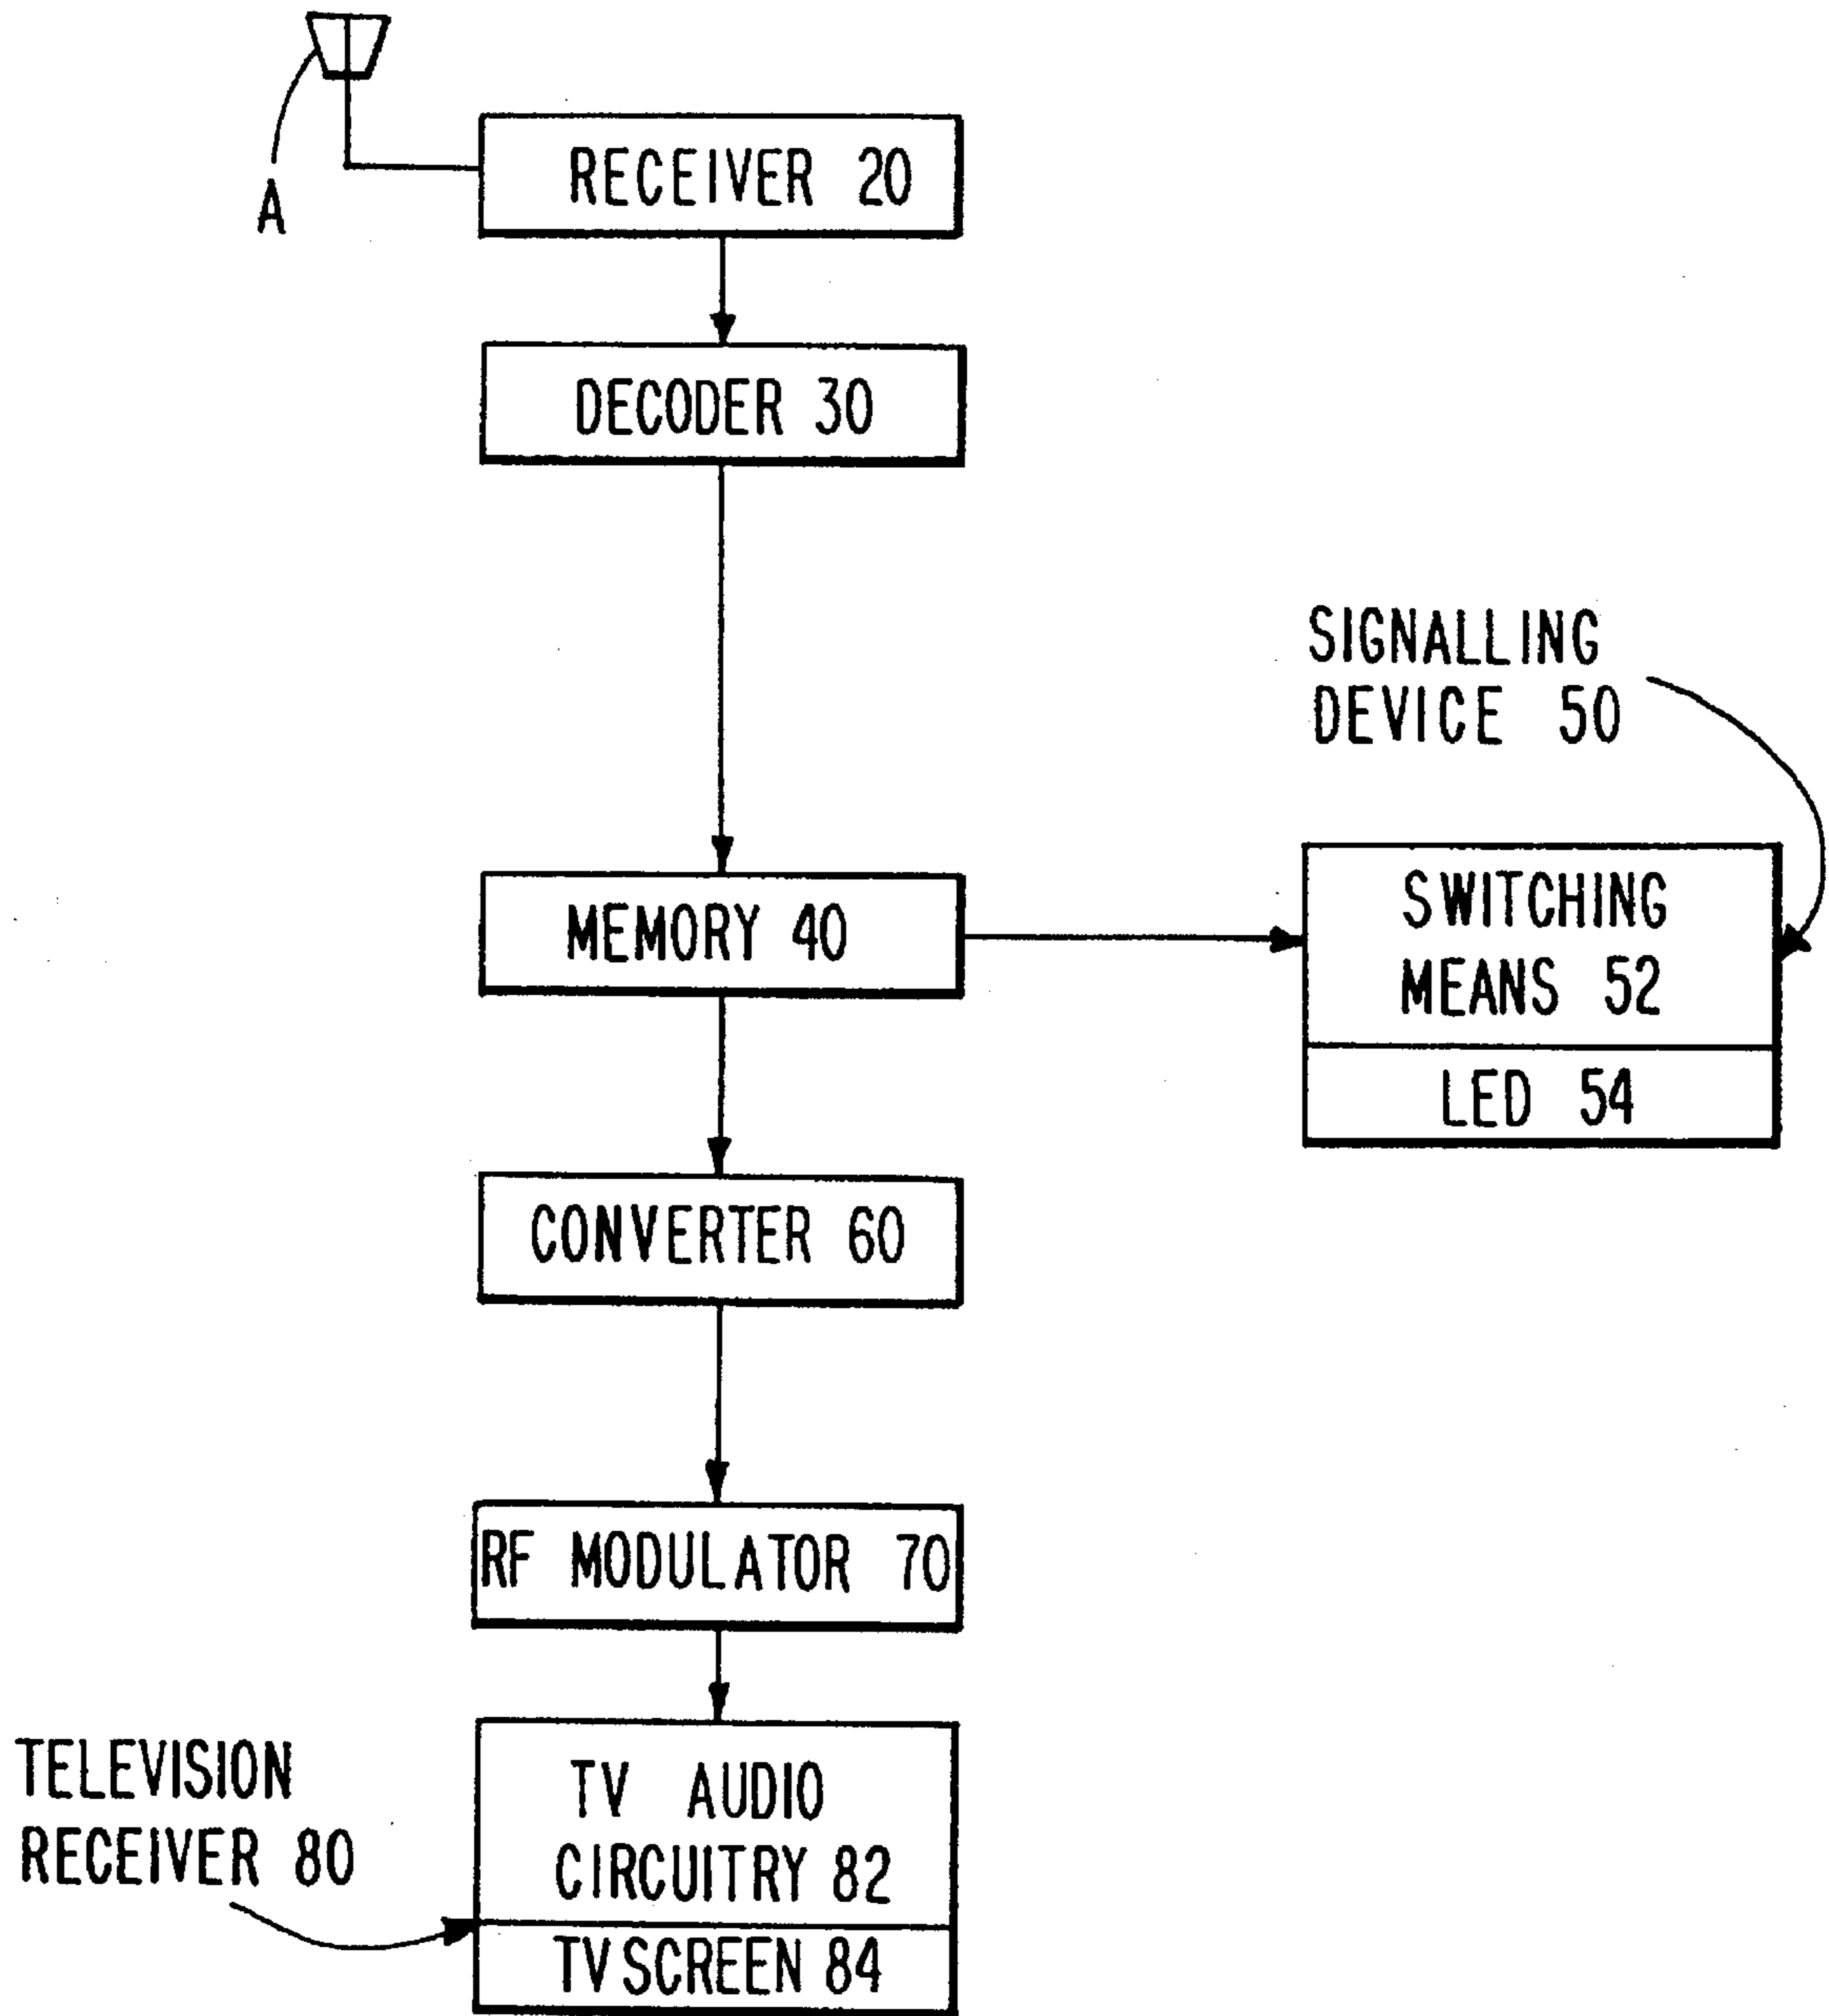 A
RECEIVER 20
DECODER 30
SIGNALLING
DEVICE 50
MEMORY 40
SWITCHING
MEANS 52
LED 54
CONVERTER 60
RF MODULATOR 70
TELEVISION
RECEIVER 80
TV AUDIO
CIRCUITRY 82
TV SCREEN 84